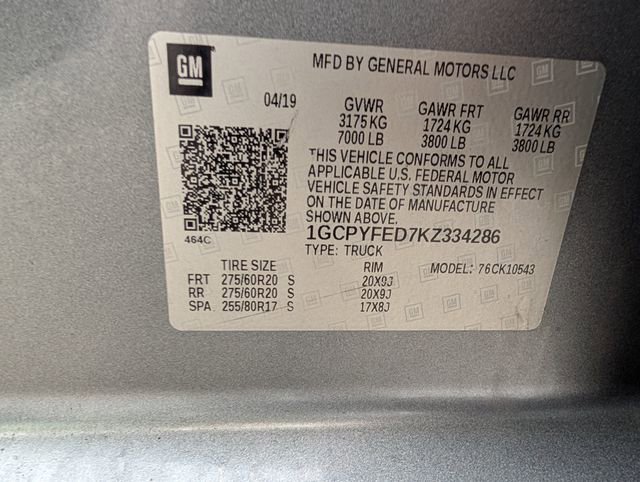 GM
MFD BY GENERAL MOTORS LLC
04/19
GVWR GAWR FRT GAWR RR
3175 KG 1724 KG 1724 KG
7000 LB 3800 LB 3800 LB
THIS VEHICLE CONFORMS TO ALL
APPLICABLE U.S. FEDERAL MOTOR
VEHICLE SAFETY STANDARDS IN EFFECT
ON THE DATE OF MANUFACTURE
SHOWN ABOVE.
464C
1GCPYFED7KZ334286
TYPE: TRUCK
TIRE SIZE RIM MODEL: 76CK10543
FRT 275/60R20 S 20X9J
RR 275/60R20 S 20X9J
SPA 255/80R17 S 17X8J